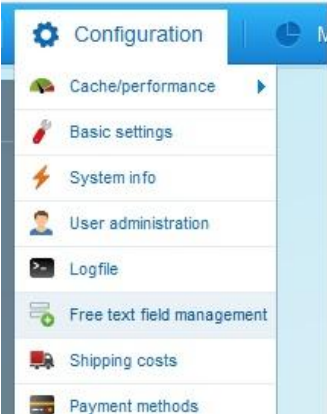 Configuration
M
Cache/performance
Basic settings
System info
User administration
Logfile
Free text field management
Shipping costs
Payment methods